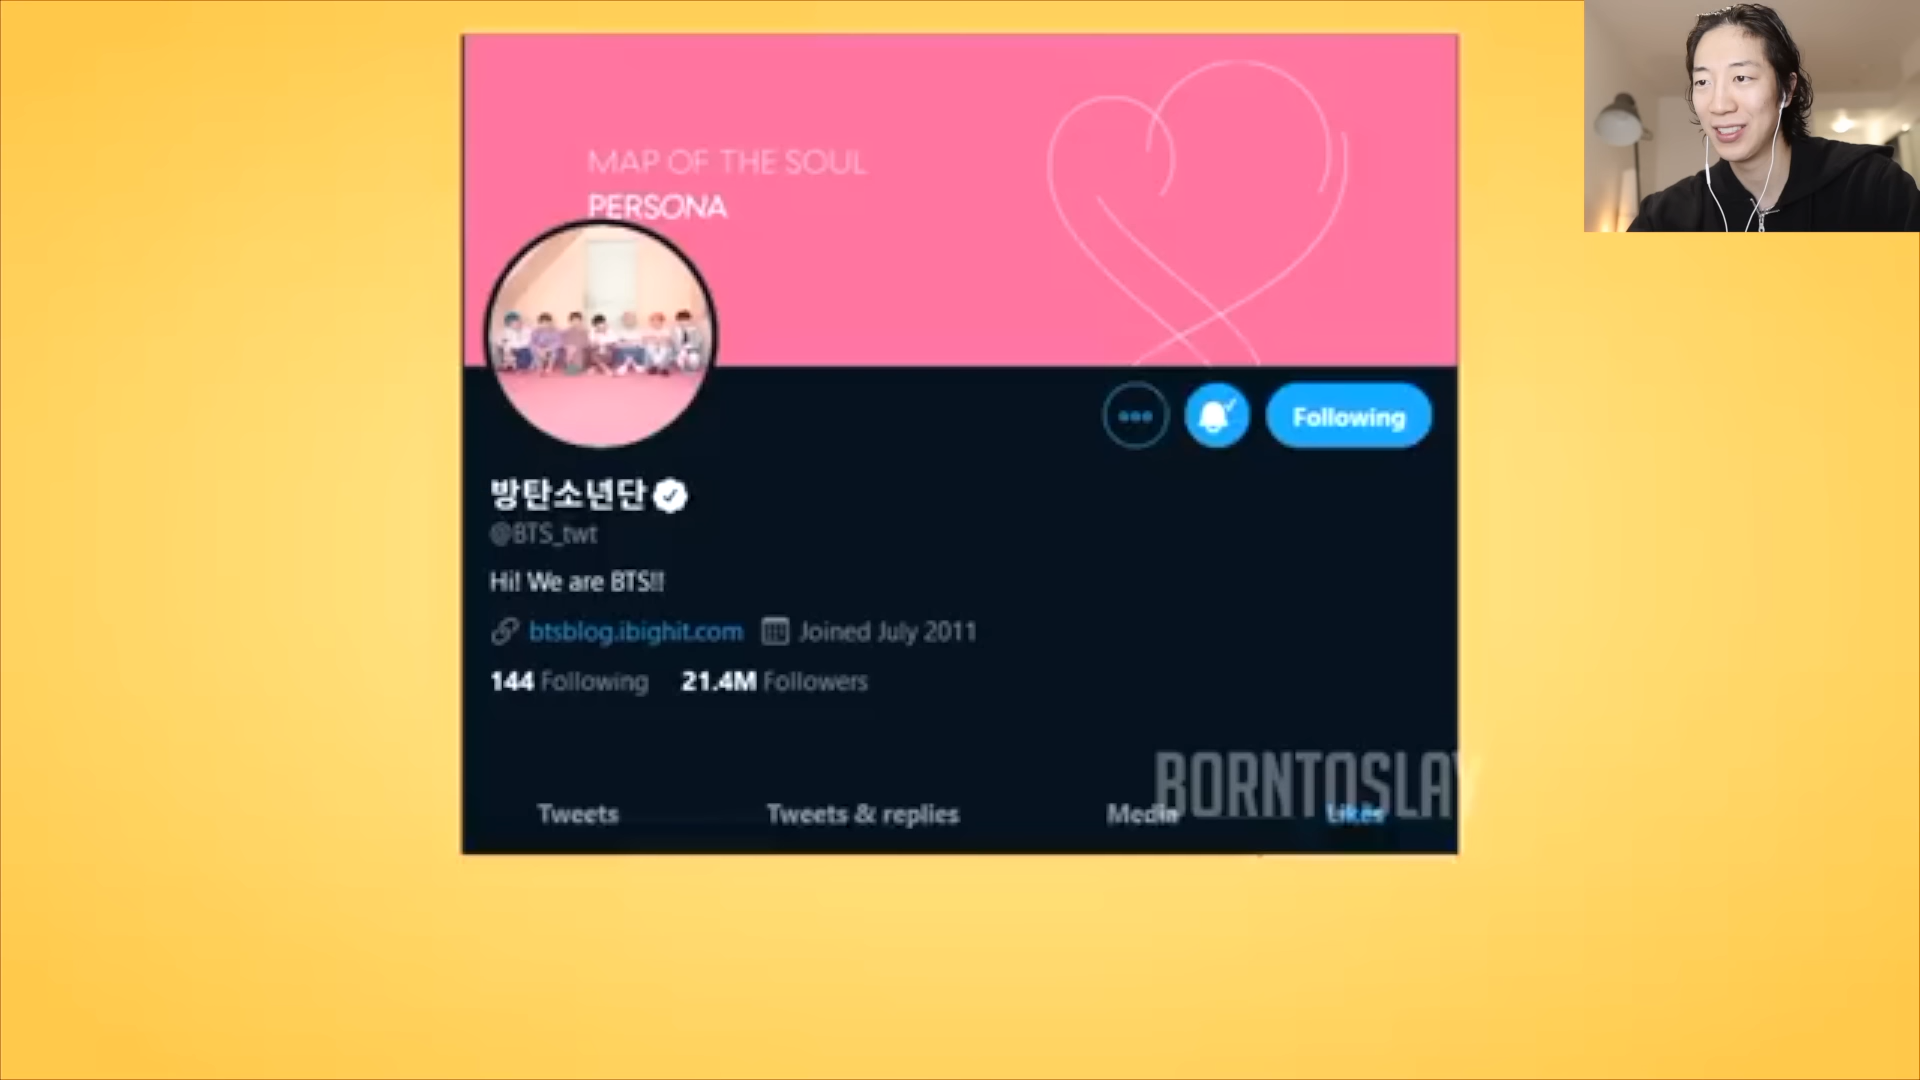 MAP OF THE SOUL
PERSONA
Following
방탄소년단
@BTS_twt
Hi! We are BTS!!
btsblog.ibighit.com Joined July 2011
144 Following 21.4M Followers
BORNTOSLAY
Tweets Tweets & replies Media Likes